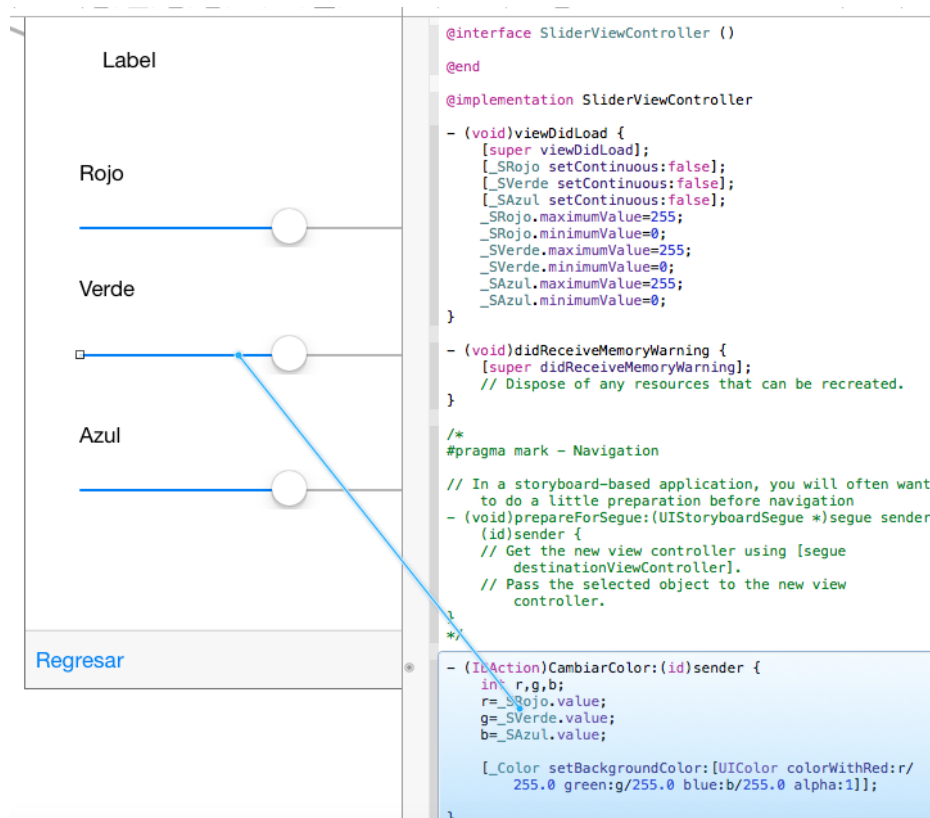 Label
Rojo
Verde
Azul
Regresar
@interface SliderViewController ()
@end
@implementation SliderViewController
- (void)viewDidLoad {
[super viewDidLoad];
[_SRojo setContinuous:false];
[_SVerde setContinuous:false];
[_SAzul setContinuous:false];
_SRojo.maximumValue=255;
_SRojo.minimumValue=0;
_SVerde.maximumValue=255;
_SVerde.minimumValue=0;
_SAzul.maximumValue=255;
_SAzul.minimumValue=0;
}
- (void)didReceiveMemoryWarning {
[super didReceiveMemoryWarning];
// Dispose of any resources that can be recreated.
}
/*
#pragma mark - Navigation
// In a storyboard-based application, you will often want
to do a little preparation before navigation
- (void)prepareForSegue:(UIStoryboardSegue *)segue sender
(id)sender {
// Get the new view controller using [segue
destinationViewController].
// Pass the selected object to the new view
controller.
}
*/
- (IBAction)CambiarColor:(id)sender {
int r,g,b;
r=_SRojo.value;
g=_SVerde.value;
b=_SAzul.value;
[_Color setBackgroundColor:[UIColor colorWithRed:r/
255.0 green:g/255.0 blue:b/255.0 alpha:1]];
}